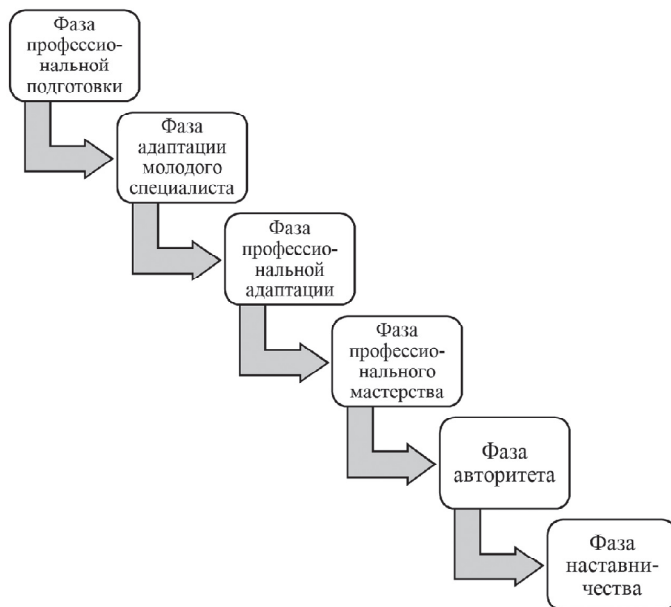 Фаза
профессио-
нальной
подготовки
Фаза
адаптации
молодого
специалиста
Фаза
профессио-
нальной
адаптации
Фаза
профессио-
нального
мастерства
Фаза
авторитета
Фаза
наставни-
чества